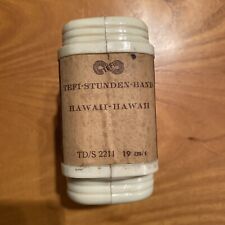 TEFI-STUNDEN-BAND
HAWAII-HAWAII
TD/S 2211 19 cm/s